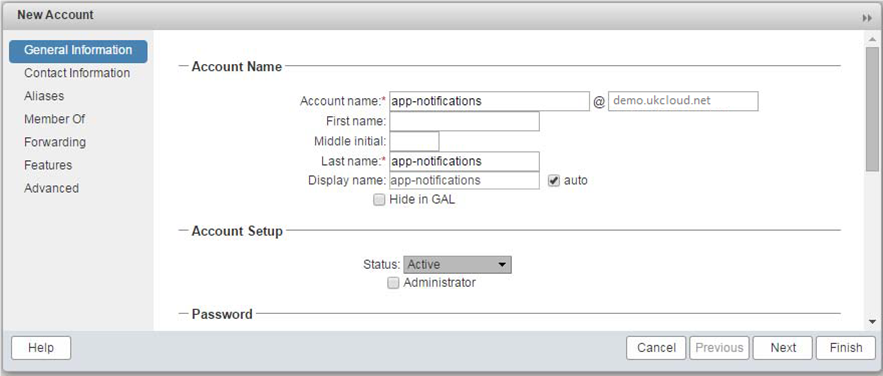 New Account
General Information
Contact Information
Aliases
Member Of
Forwarding
Features
Advanced
Account Name
Account name:* app-notifications @ demo.ukcloud.net
First name:
Middle initial:
Last name:* app-notifications
Display name: app-notifications auto
Hide in GAL
Account Setup
Status: Active
Administrator
Password
Help Cancel Previous Next Finish